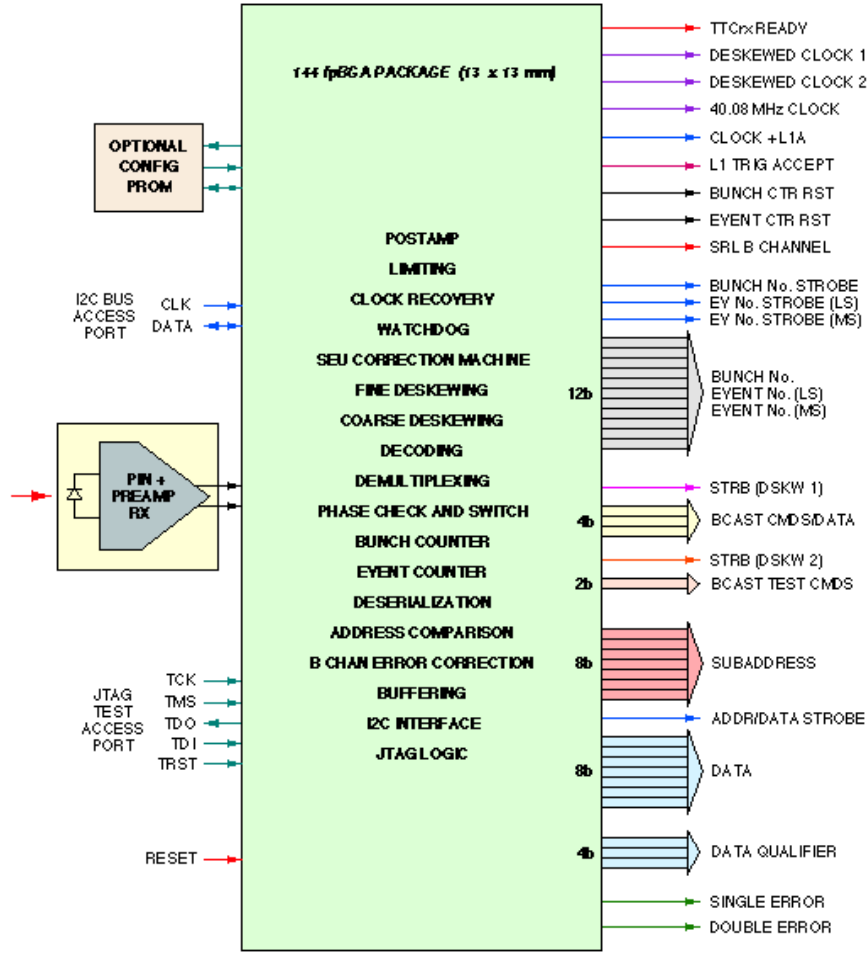 144 fpBGA PACKAGE (13 x 13 mm)
OPTIONAL
CONFIG
PROM
I2C BUS
ACCESS
PORT
CLK
DATA
PIN +
PREAMP
RX
JTAG
TEST
ACCESS
PORT
TCK
TMS
TDO
TDI
TRST
RESET
POSTAMP
LIMITING
CLOCK RECOVERY
WATCHDOG
SEU CORRECTION MACHINE
FINE DESKEWING
COARSE DESKEWING
DECODING
DEMULTIPLEXING
PHASE CHECK AND SWITCH
BUNCH COUNTER
EVENT COUNTER
DESERIALIZATION
ADDRESS COMPARISON
B CHAN ERROR CORRECTION
BUFFERING
I2C INTERFACE
JTAG LOGIC
TTCrx READY
DESKEWED CLOCK 1
DESKEWED CLOCK 2
40.08 MHz CLOCK
CLOCK +L1A
L1 TRIG ACCEPT
BUNCH CTR RST
EVENT CTR RST
SRL B CHANNEL
BUNCH No. STROBE
EV No. STROBE (LS)
EV No. STROBE (MS)
12b
BUNCH No.
EVENT No. (LS)
EVENT No. (MS)
STRB (DSKW 1)
4b
BCAST CMDS/DATA
STRB (DSKW 2)
2b
BCAST TEST CMDS
8b
SUBADDRESS
ADDR/DATA STROBE
8b
DATA
4b
DATA QUALIFIER
SINGLE ERROR
DOUBLE ERROR